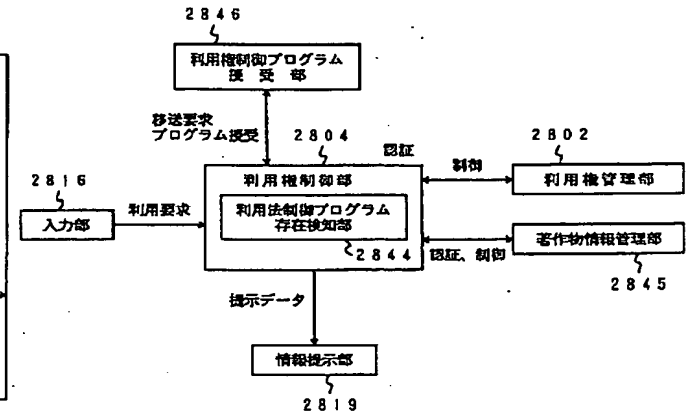 2846
利用権制御プログラム
授 受 部
移送要求
プログラム授受
2804
認証
2802
2816
利用権制御部
制御
利用権管理部
入力部
利用要求
利用法制御プログラム
存在検知部
著作物情報管理部
2844
認証、制御
2845
提示データ
情報提示部
2819